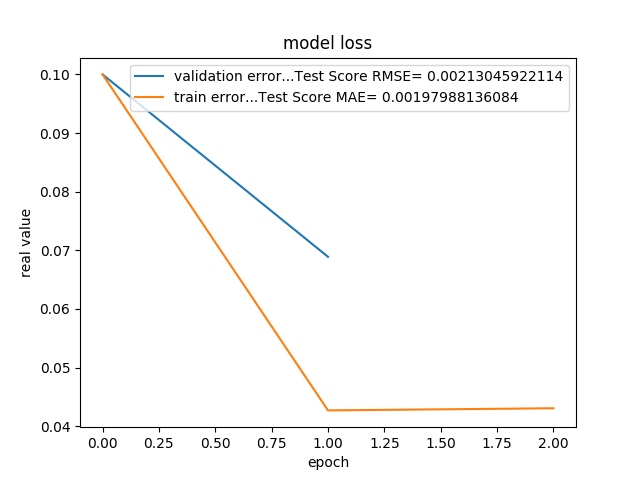 model loss
validation error...Test Score RMSE= 0.00213045922114
train error...Test Score MAE= 0.00197988136084
real value
0.10
0.09
0.08
0.07
0.06
0.05
0.04
0.00 0.25 0.50 0.75 1.00 1.25 1.50 1.75 2.00
epoch